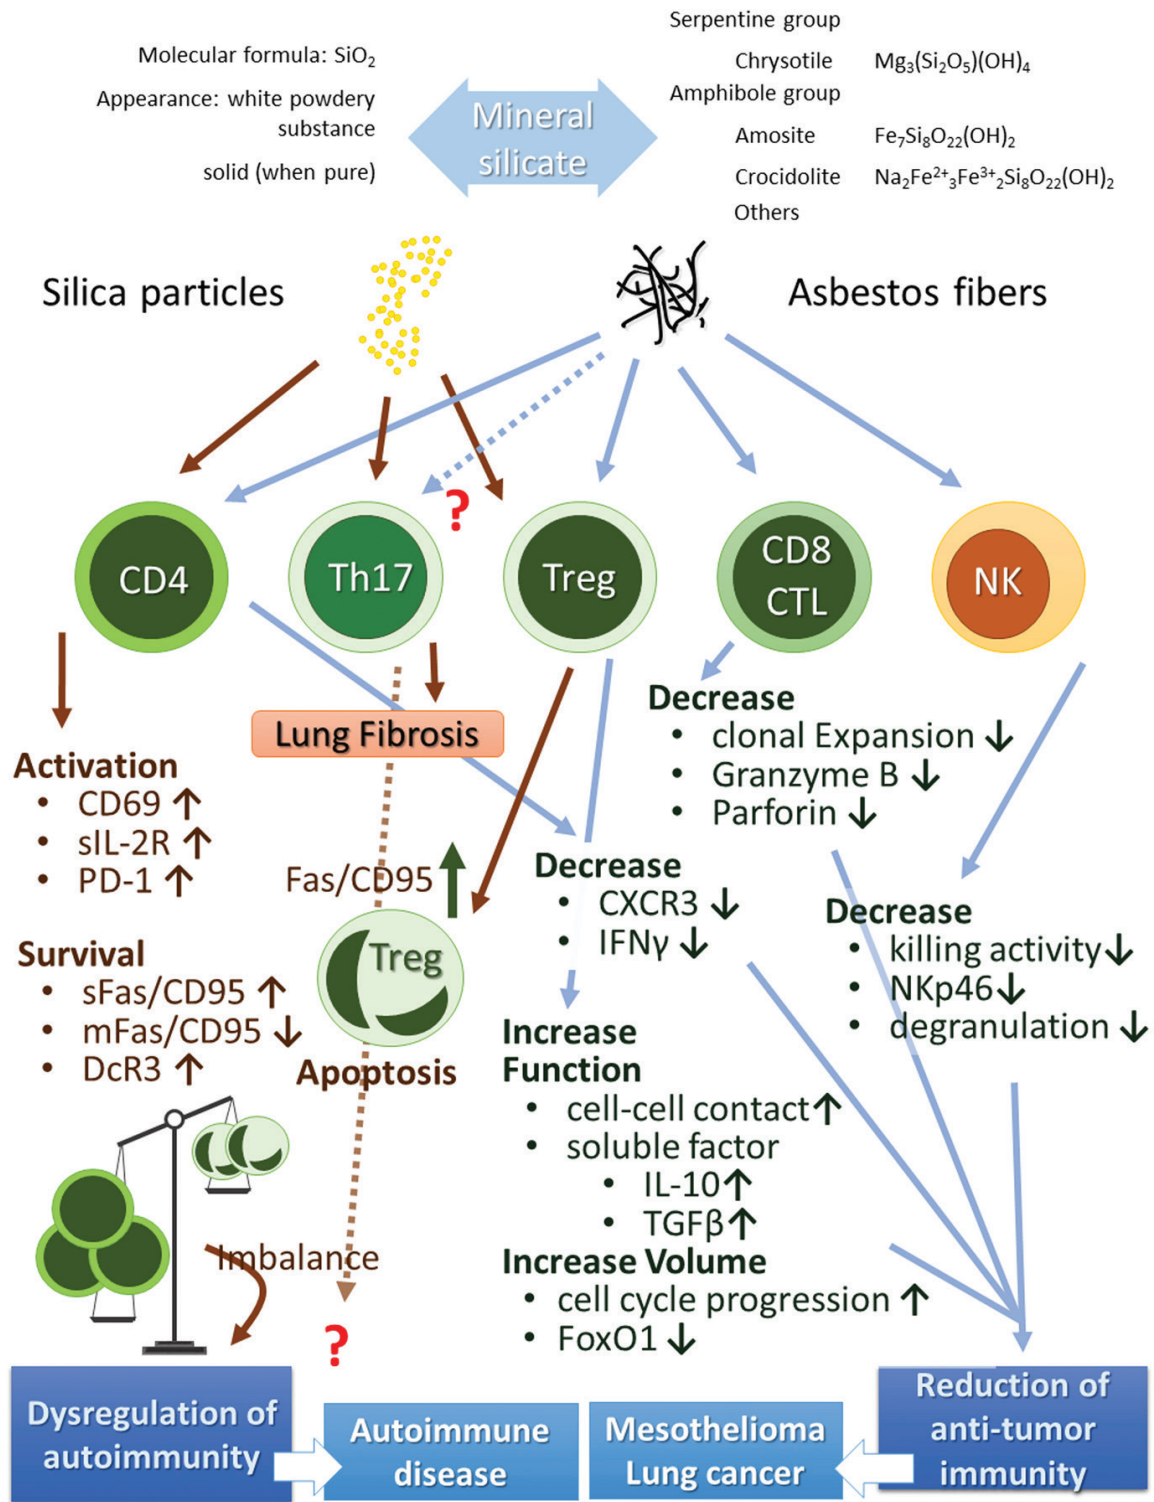 Molecular formula: SiO₂
Appearance: white powdery
substance
solid (when pure)
Mineral
silicate
Serpentine group
Chrysotile Mg₃(Si₂O₅)(OH)₄
Amphibole group
Amosite Fe₇Si₈O₂₂(OH)₂
Crocidolite Na₂Fe²⁺₃Fe³⁺₂Si₈O₂₂(OH)₂
Others
Silica particles
Asbestos fibers
?
CD4
Th17
Treg
CD8
CTL
NK
Lung Fibrosis
Activation
• CD69 ↑
• sIL-2R ↑
• PD-1 ↑
Survival
• sFas/CD95 ↑
• mFas/CD95 ↓
• DcR3 ↑
Fas/CD95
Treg
Apoptosis
Imbalance
?
Decrease
• clonal Expansion ↓
• Granzyme B ↓
• Parforin ↓
Decrease
• CXCR3 ↓
• IFNγ ↓
Decrease
• killing activity↓
• NKp46↓
• degranulation ↓
Increase
Function
• cell-cell contact↑
• soluble factor
• IL-10↑
• TGFβ↑
Increase Volume
• cell cycle progression ↑
• FoxO1 ↓
Dysregulation of
autoimmunity
Autoimmune
disease
Mesothelioma
Lung cancer
Reduction of
anti-tumor
immunity